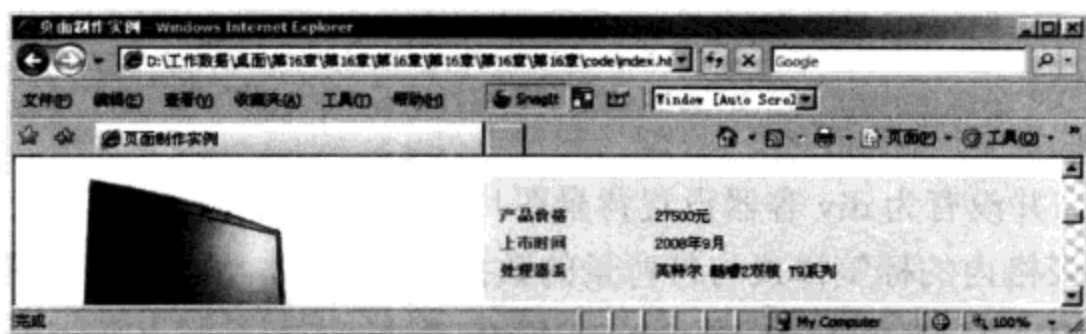 页面制作实例 - Windows Internet Explorer
D:\工作数据\桌面\第16章\第16章\第16章\第16章\第16章\第16章\code\index.ht
Google
文件(F) 编辑(E) 查看(V) 收藏夹(A) 工具(T) 帮助(H) SnagIt Window [Auto Scrol
页面制作实例 页面(P) 工具(O)
产品价格 27500元
上市时间 2008年9月
处理器系 英特尔 酷睿2双核 T9系列
完成 My Computer 100%